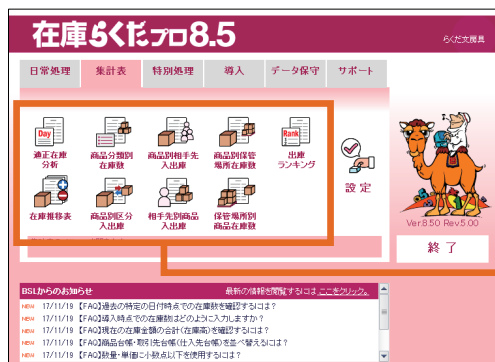 在庫らくだプロ8.5
らくだ文房具
日常処理 集計表 特別処理 導入 データ保守 サポート
Day
適正在庫
分析
商品分類別
在庫数
商品別相手先
入出庫
商品別保管
場所在庫数
Rank
出庫
ランキング
設定
在庫推移表
商品別区分
入出庫
相手先別商品
入出庫
保管場所別
商品在庫数
Ver.8.50 Rev5.00
終了
BSLからのお知らせ 最新の情報を閲覧するには、ここをクリック。
NEW 17/11/19 【FAQ】過去の特定の日付時点での在庫数を確認するには？
NEW 17/11/19 【FAQ】導入時点での在庫数はどのように入力しますか？
NEW 17/11/19 【FAQ】現在の在庫金額の合計(在庫高)を確認するには？
NEW 17/11/19 【FAQ】商品台帳・取引先台帳(仕入先台帳)を並べ替えるには？
NEW 17/11/19 【FAQ】数量・単価に小数点以下を使用するには？